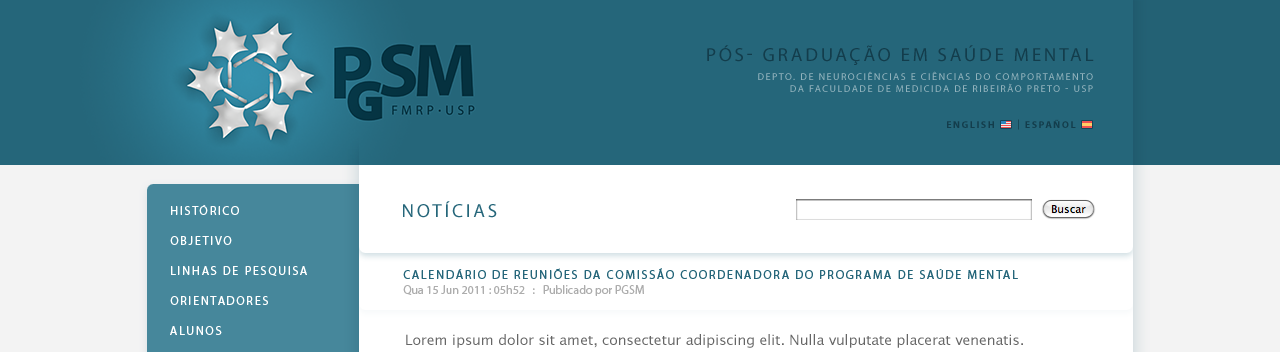 PGSM
FMRP·USP
PÓS- GRADUAÇÃO EM SAÚDE MENTAL
DEPTO. DE NEUROCIÊNCIAS E CIÊNCIAS DO COMPORTAMENTO
DA FACULDADE DE MEDICIDA DE RIBEIRÃO PRETO - USP
ENGLISH | ESPAÑOL
HISTÓRICO
OBJETIVO
LINHAS DE PESQUISA
ORIENTADORES
ALUNOS
NOTÍCIAS
Buscar
CALENDÁRIO DE REUNIÕES DA COMISSÃO COORDENADORA DO PROGRAMA DE SAÚDE MENTAL
Qua 15 Jun 2011 : 05h52 : Publicado por PGSM
Lorem ipsum dolor sit amet, consectetur adipiscing elit. Nulla vulputate placerat venenatis.